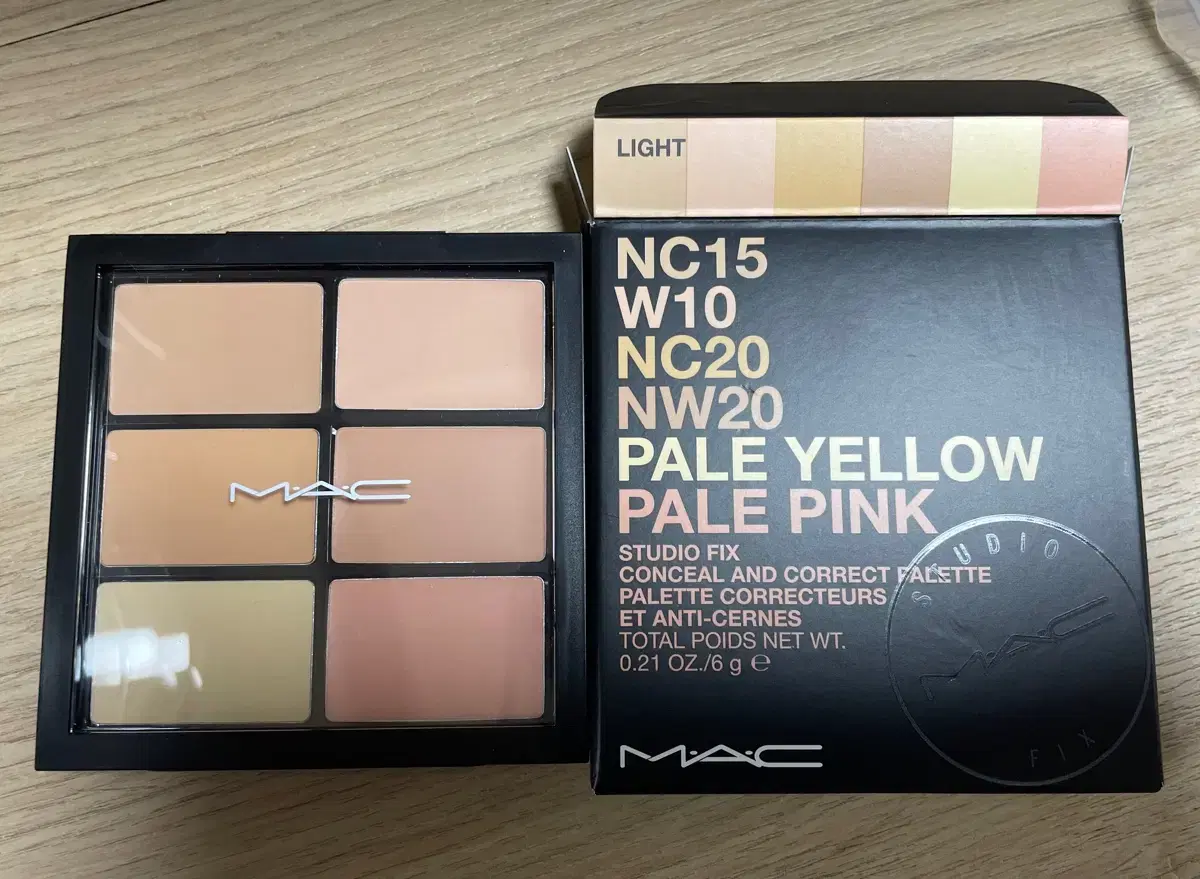 M·A·C
LIGHT
NC15
W10
NC20
NW20
PALE YELLOW
PALE PINK
STUDIO FIX
CONCEAL AND CORRECT PALETTE
PALETTE CORRECTEURS
ET ANTI-CERNES
TOTAL POIDS NET WT.
0.21 OZ./6 g ℮
M·A·C
STUDIO
M·A·C
FIX